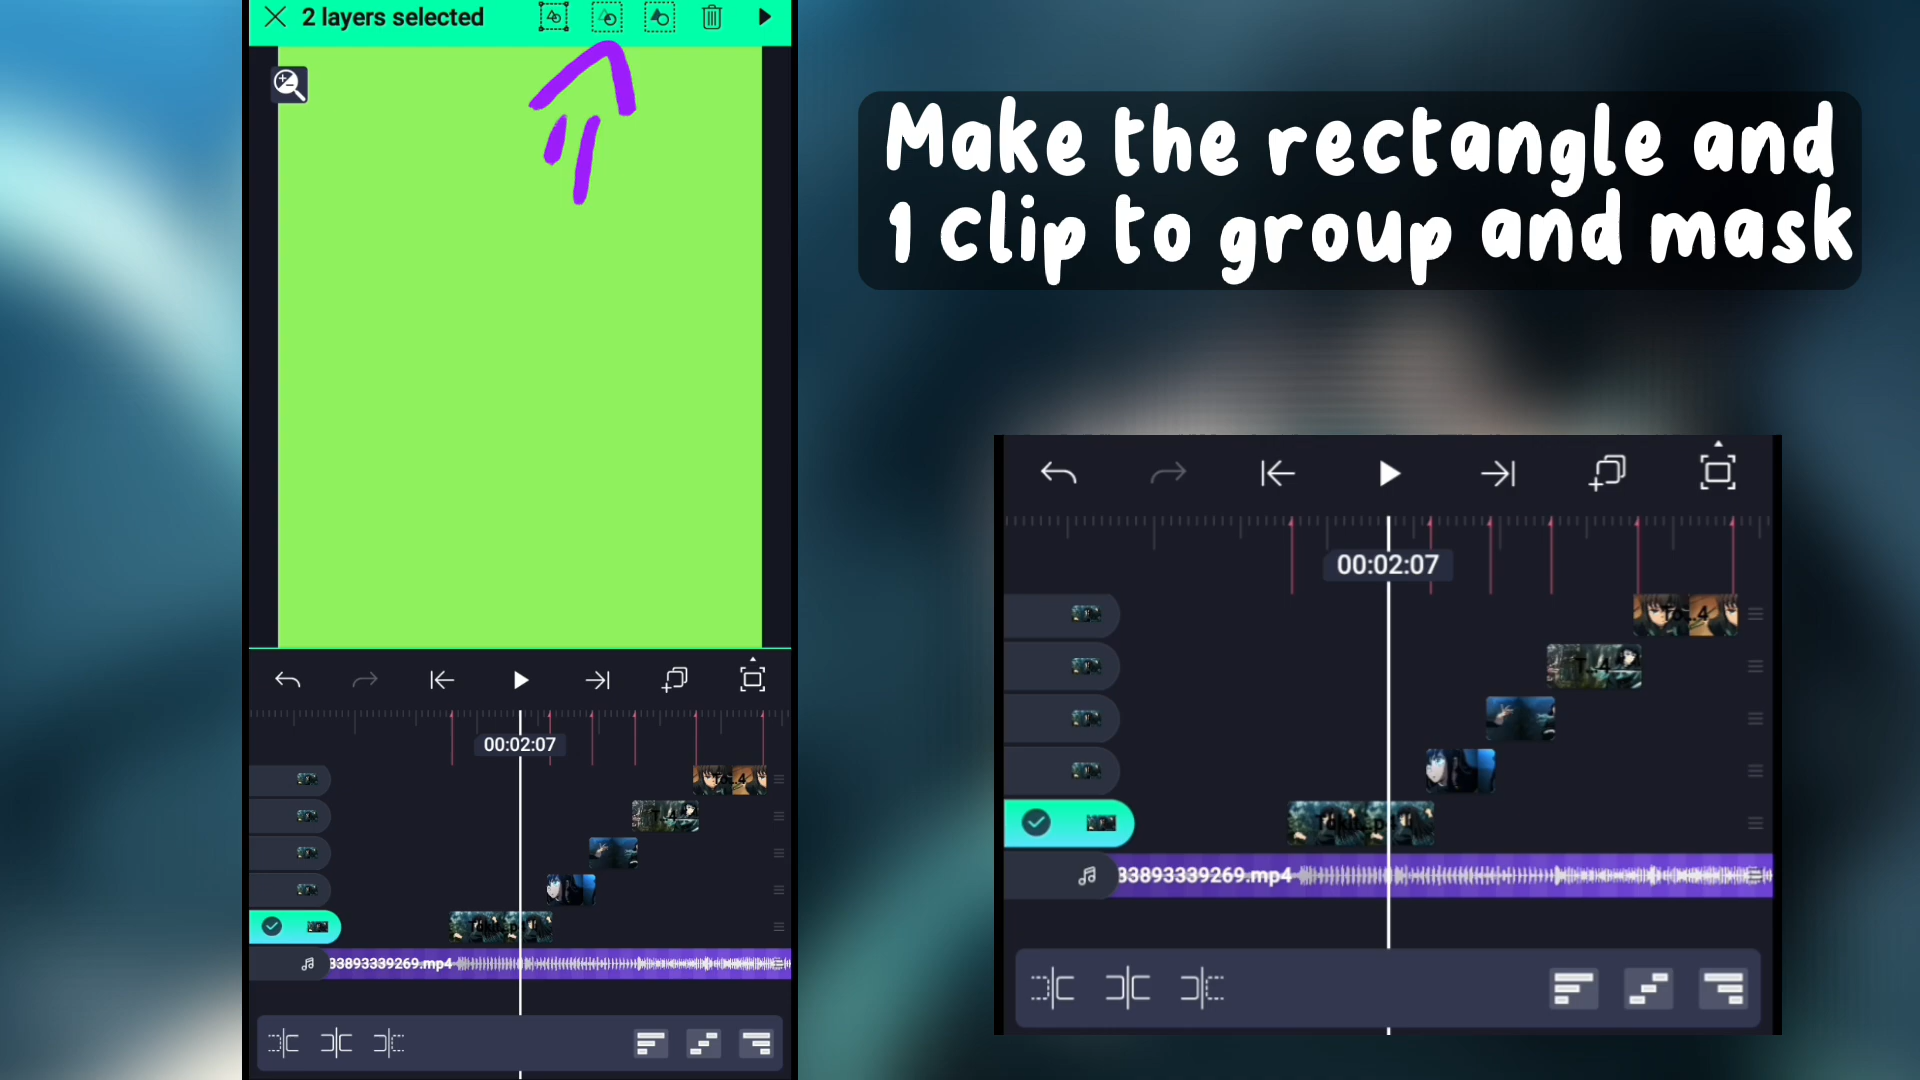 2 layers selected
Make the rectangle and
1 clip to group and mask
00:02:07
33893339269.mp4
00:02:07
33893339269.mp4